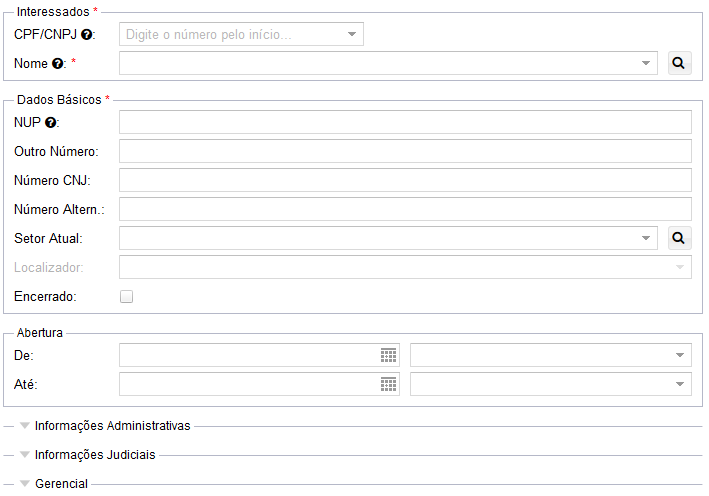 Interessados *
CPF/CNPJ ?: Digite o número pelo início...
Nome ?: *
Dados Básicos *
NUP ?:
Outro Número:
Número CNJ:
Número Altern.:
Setor Atual:
Localizador:
Encerrado:
Abertura
De:
Até:
Informações Administrativas
Informações Judiciais
Gerencial